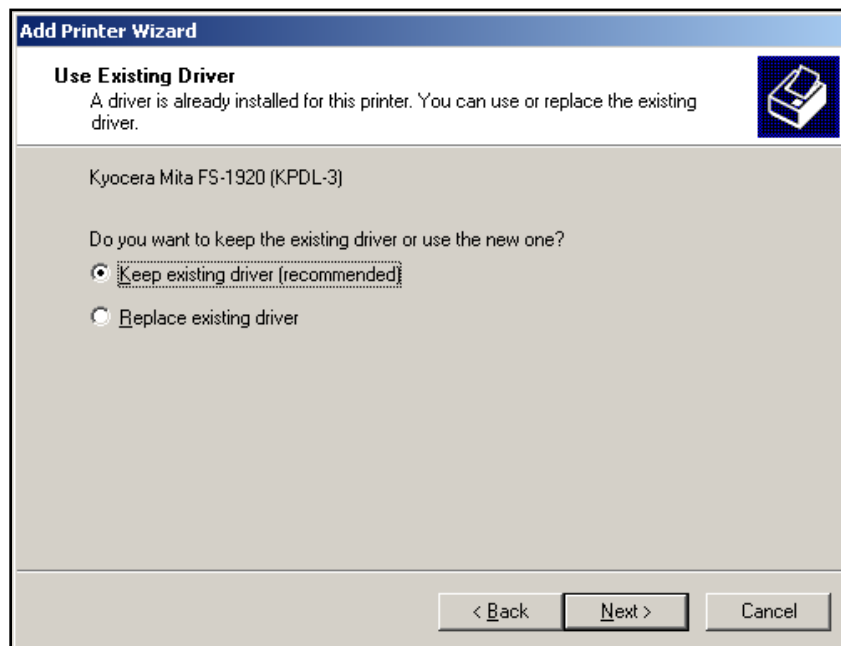 Add Printer Wizard
Use Existing Driver
A driver is already installed for this printer. You can use or replace the existing
driver.
Kyocera Mita FS-1920 (KPDL-3)
Do you want to keep the existing driver or use the new one?
Keep existing driver (recommended)
Replace existing driver
< Back Next > Cancel